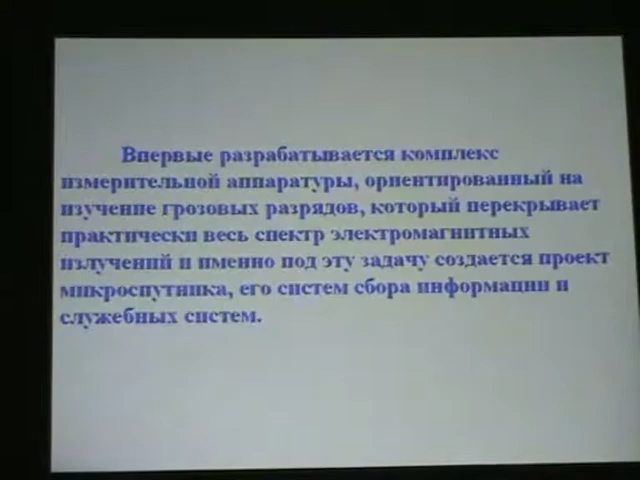 Впервые разрабатывается комплекс
измерительной аппаратуры, ориентированный на
изучение грозовых разрядов, который перекрывает
практически весь спектр электромагнитных
излучений и именно под эту задачу создается проект
микроспутника, его систем сбора информации и
служебных систем.